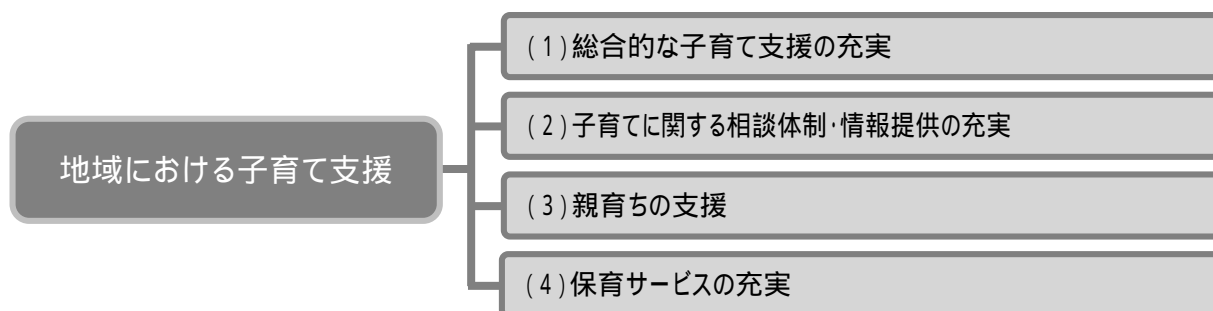 地域における子育て支援
(1)総合的な子育て支援の充実
(2)子育てに関する相談体制･情報提供の充実
(3)親育ちの支援
(4)保育サービスの充実